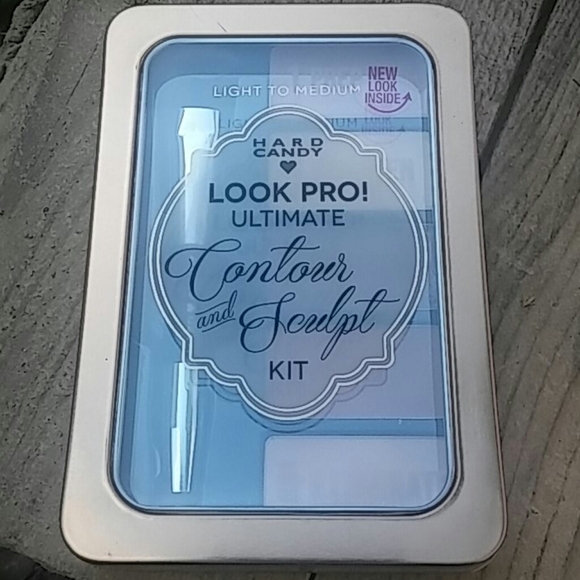 LIGHT TO MEDIUM
NEW
LOOK
INSIDE
HARD
CANDY
LOOK PRO!
ULTIMATE
Contour
and Sculpt
KIT